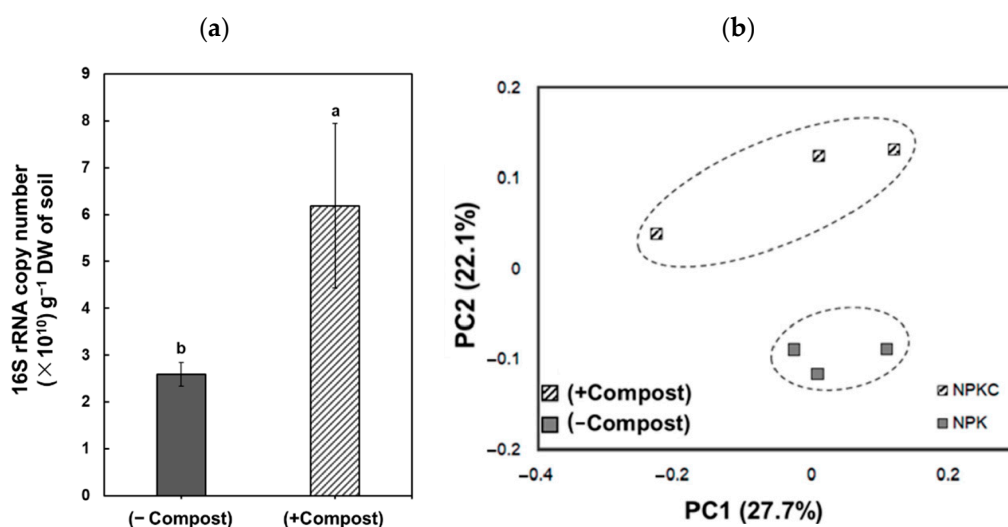 (a)
9
8
7
6
5
4
3
2
1
0
16S rRNA copy number
(×10¹⁰) g⁻¹ DW of soil
b
a
(− Compost)
(+Compost)
(b)
0.2
0.1
0
−0.1
−0.2
PC2 (22.1%)
(+Compost)
(−Compost)
NPKC
NPK
−0.4
−0.2
0
0.2
PC1 (27.7%)